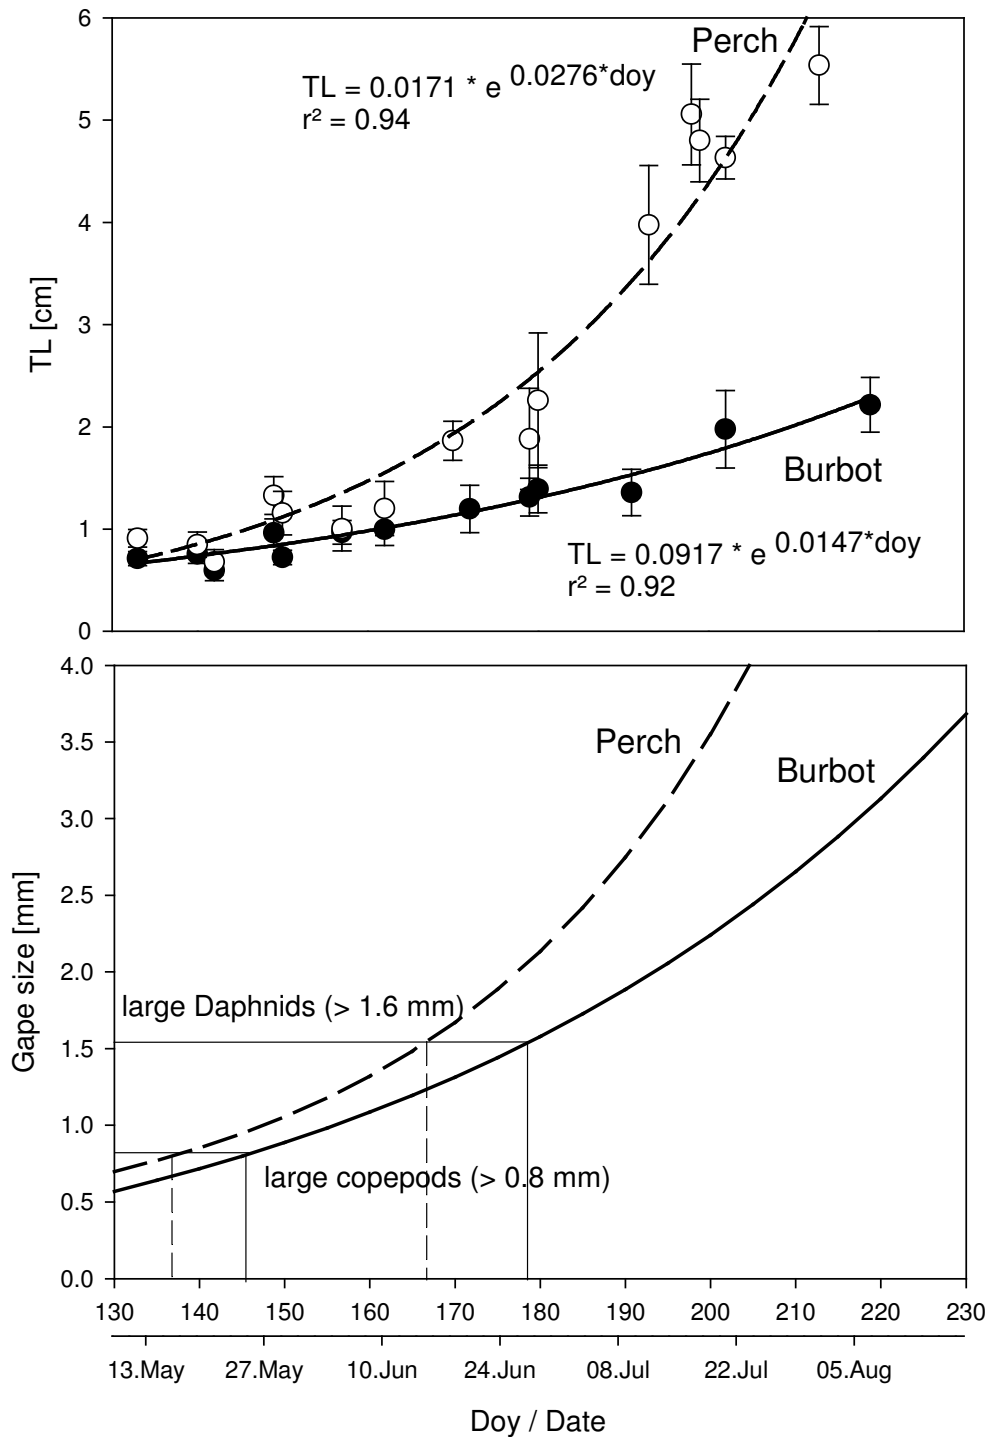 6
Perch
TL = 0.0171 * e 0.0276*doy
r² = 0.94
5
4
TL [cm]
3
2
Burbot
1
TL = 0.0917 * e 0.0147*doy
r² = 0.92
0
4.0
Perch
3.5
Burbot
3.0
2.5
Gape size [mm]
2.0
large Daphnids (> 1.6 mm)
1.5
1.0
large copepods (> 0.8 mm)
0.5
0.0
130 140 150 160 170 180 190 200 210 220 230
13.May 27.May 10.Jun 24.Jun 08.Jul 22.Jul 05.Aug
Doy / Date